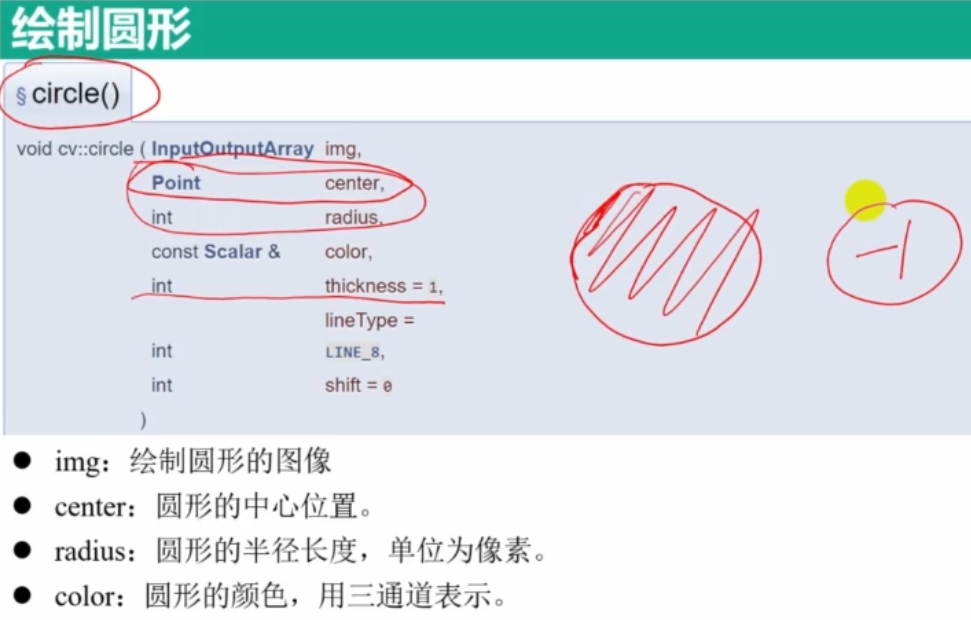 绘制圆形
§ circle()
void cv::circle ( InputOutputArray img,
Point center,
int radius,
const Scalar & color,
int thickness = 1,
lineType =
int LINE_8,
int shift = 0
)
-1
● img：绘制圆形的图像
● center：圆形的中心位置。
● radius：圆形的半径长度，单位为像素。
● color：圆形的颜色，用三通道表示。